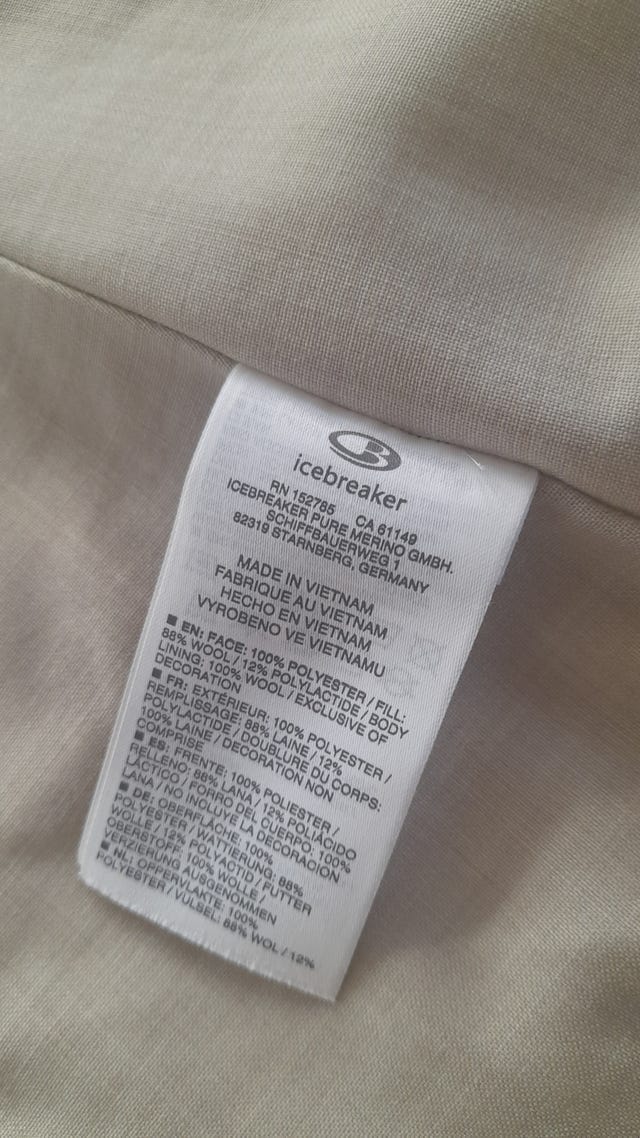 icebreaker
RN 152785 CA 61149
ICEBREAKER PURE MERINO GMBH.
SCHIFFBAUERWEG 1
82319 STARNBERG, GERMANY
MADE IN VIETNAM
FABRIQUE AU VIETNAM
HECHO EN VIETNAM
VYROBENO VE VIETNAMU
■ EN: FACE: 100% POLYESTER / FILL:
88% WOOL / 12% POLYLACTIDE / BODY
LINING: 100% WOOL / EXCLUSIVE OF
DECORATION
■ FR: EXTÉRIEUR: 100% POLYESTER /
REMPLISSAGE: 88% LAINE / 12%
POLYLACTIDE / DOUBLURE DU CORPS:
100% LAINE / DECORATION NON
COMPRISE
■ ES: FRENTE: 100% POLIESTER /
RELLENO: 88% LANA / 12% POLIÁCIDO
LÁCTICO / FORRO DEL CUERPO: 100%
LANA / NO INCLUYE LA DECORACION
■ DE: OBERFLÄCHE: 100%
POLYESTER / WATTIERUNG: 88%
WOLLE / 12% POLYACTID / FUTTER
OBERSTOFF: 100% WOLLE /
ERZIERUNG AUSGENOMMEN
■ NL: OPPERVLAKTE: 100%
POLYESTER / VULSEL: 88% WOL / 12%